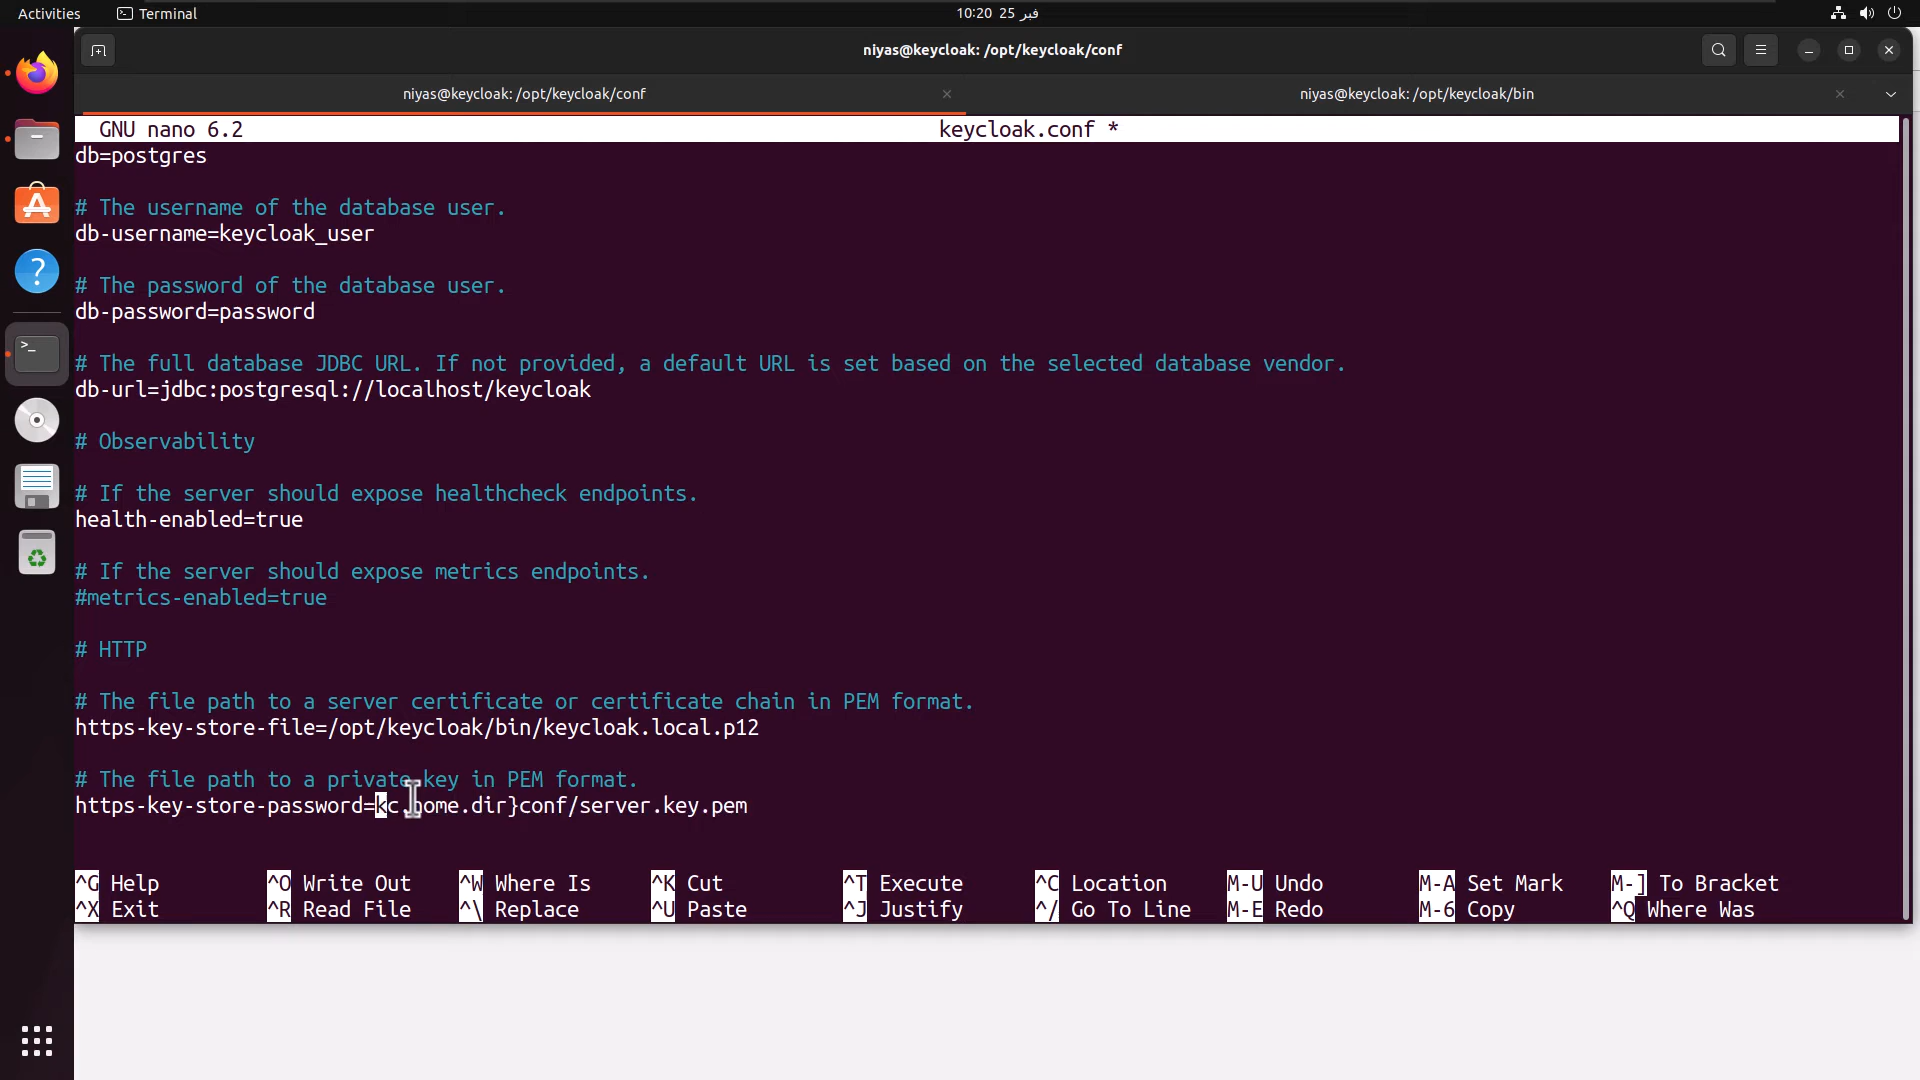 Activities
Terminal
10:20 25 فبر
niyas@keycloak: /opt/keycloak/conf
niyas@keycloak: /opt/keycloak/conf
niyas@keycloak: /opt/keycloak/bin
GNU nano 6.2 keycloak.conf *
db=postgres
# The username of the database user.
db-username=keycloak_user
# The password of the database user.
db-password=password
# The full database JDBC URL. If not provided, a default URL is set based on the selected database vendor.
db-url=jdbc:postgresql://localhost/keycloak
# Observability
# If the server should expose healthcheck endpoints.
health-enabled=true
# If the server should expose metrics endpoints.
#metrics-enabled=true
# HTTP
# The file path to a server certificate or certificate chain in PEM format.
https-key-store-file=/opt/keycloak/bin/keycloak.local.p12
# The file path to a private key in PEM format.
https-key-store-password=kc.home.dir}conf/server.key.pem
^G Help ^O Write Out ^W Where Is ^K Cut ^T Execute ^C Location M-U Undo M-A Set Mark M-] To Bracket
^X Exit ^R Read File ^\ Replace ^U Paste ^J Justify ^/ Go To Line M-E Redo M-6 Copy ^Q Where Was